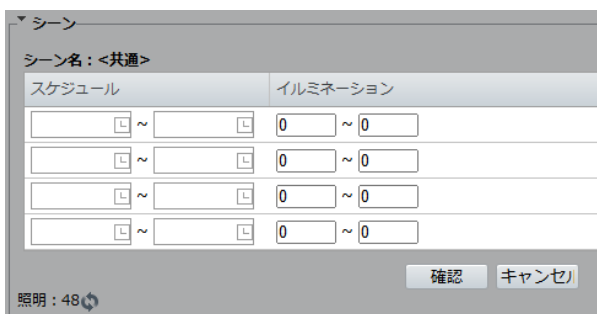 シーン
シーン名：<共通>
スケジュール イルミネーション
~ 0 ~ 0
~ 0 ~ 0
~ 0 ~ 0
~ 0 ~ 0
確認 キャンセル
照明：48